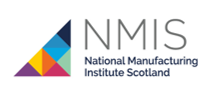 NMIS
National Manufacturing
Institute Scotland